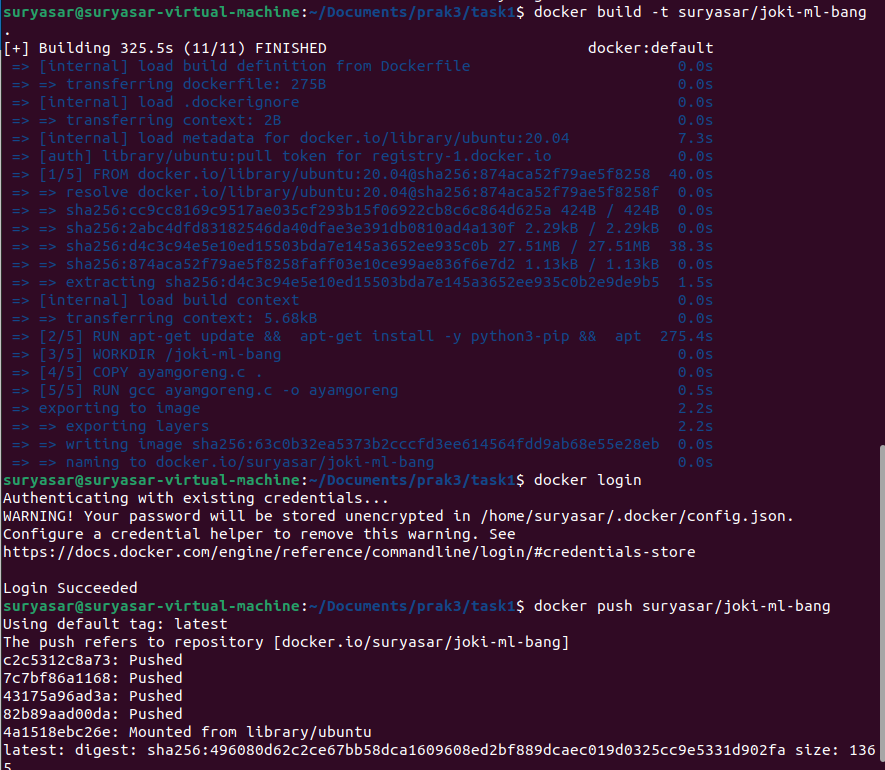 suryasar@suryasar-virtual-machine:~/Documents/prak3/task1$ docker build -t suryasar/joki-ml-bang
.
[+] Building 325.5s (11/11) FINISHED docker:default
=> [internal] load build definition from Dockerfile 0.0s
=> => transferring dockerfile: 275B 0.0s
=> [internal] load .dockerignore 0.0s
=> => transferring context: 2B 0.0s
=> [internal] load metadata for docker.io/library/ubuntu:20.04 7.3s
=> [auth] library/ubuntu:pull token for registry-1.docker.io 0.0s
=> [1/5] FROM docker.io/library/ubuntu:20.04@sha256:874aca52f79ae5f8258 40.0s
=> => resolve docker.io/library/ubuntu:20.04@sha256:874aca52f79ae5f8258f 0.0s
=> => sha256:cc9cc8169c9517ae035cf293b15f06922cb8c6c864d625a 424B / 424B 0.0s
=> => sha256:2abc4dfd83182546da40dfae3e391db0810ad4a130f 2.29kB / 2.29kB 0.0s
=> => sha256:d4c3c94e5e10ed15503bda7e145a3652ee935c0b 27.51MB / 27.51MB 38.3s
=> => sha256:874aca52f79ae5f8258faff03e10ce99ae836f6e7d2 1.13kB / 1.13kB 0.0s
=> => extracting sha256:d4c3c94e5e10ed15503bda7e145a3652ee935c0b2e9de9b5 1.5s
=> [internal] load build context 0.0s
=> => transferring context: 5.68kB 0.0s
=> [2/5] RUN apt-get update && apt-get install -y python3-pip && apt 275.4s
=> [3/5] WORKDIR /joki-ml-bang 0.0s
=> [4/5] COPY ayamgoreng.c . 0.0s
=> [5/5] RUN gcc ayamgoreng.c -o ayamgoreng 0.5s
=> exporting to image 2.2s
=> => exporting layers 2.2s
=> => writing image sha256:63c0b32ea5373b2cccfd3ee614564fdd9ab68e55e28eb 0.0s
=> => naming to docker.io/suryasar/joki-ml-bang 0.0s
suryasar@suryasar-virtual-machine:~/Documents/prak3/task1$ docker login
Authenticating with existing credentials...
WARNING! Your password will be stored unencrypted in /home/suryasar/.docker/config.json.
Configure a credential helper to remove this warning. See
https://docs.docker.com/engine/reference/commandline/login/#credentials-store
Login Succeeded
suryasar@suryasar-virtual-machine:~/Documents/prak3/task1$ docker push suryasar/joki-ml-bang
Using default tag: latest
The push refers to repository [docker.io/suryasar/joki-ml-bang]
c2c5312c8a73: Pushed
7c7bf86a1168: Pushed
43175a96ad3a: Pushed
82b89aad00da: Pushed
4a1518ebc26e: Mounted from library/ubuntu
latest: digest: sha256:496080d62c2ce67bb58dca1609608ed2bf889dcaec019d0325cc9e5331d902fa size: 136
5